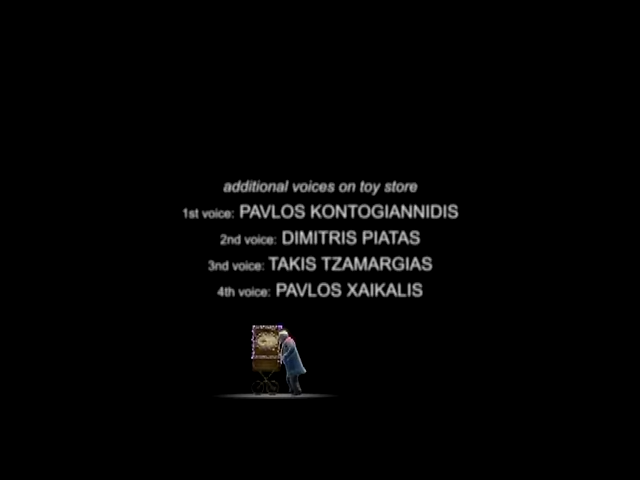 additional voices on toy store
1st voice: PAVLOS KONTOGIANNIDIS
2nd voice: DIMITRIS PIATAS
3nd voice: TAKIS TZAMARGIAS
4th voice: PAVLOS XAIKALIS